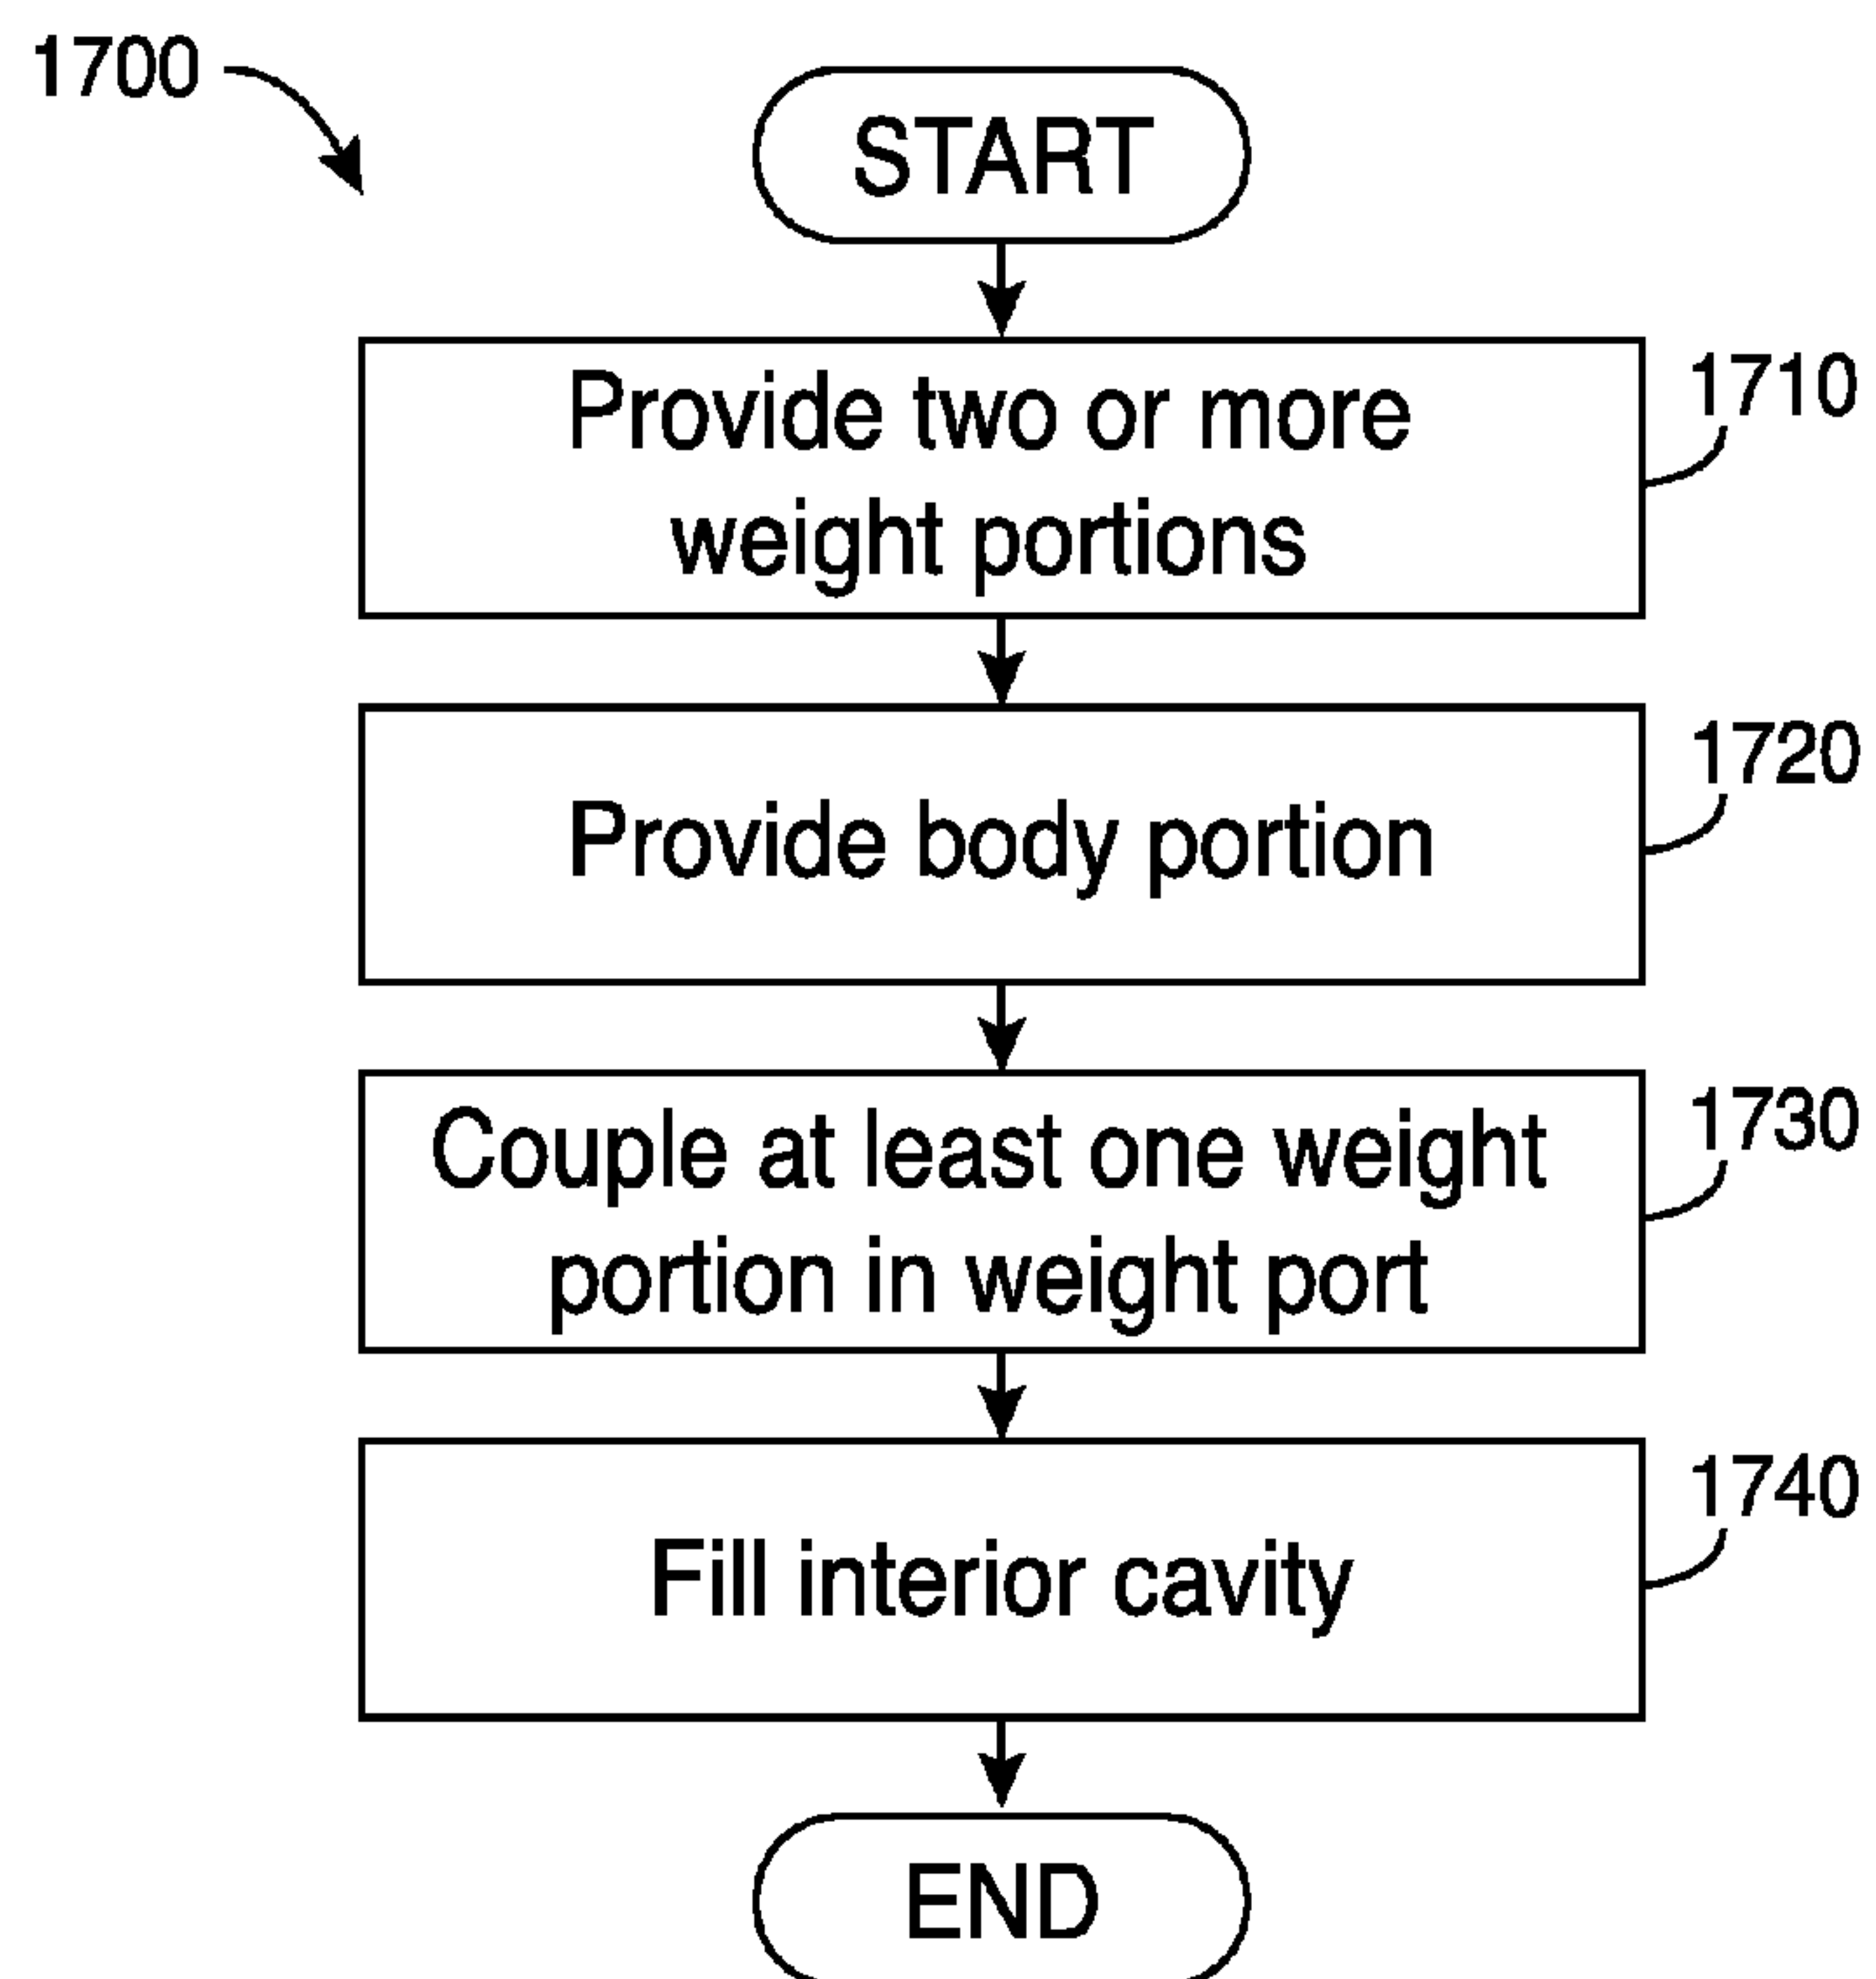 1700
START
Provide two or more
weight portions
1710
Provide body portion
1720
Couple at least one weight
portion in weight port
1730
Fill interior cavity
1740
END